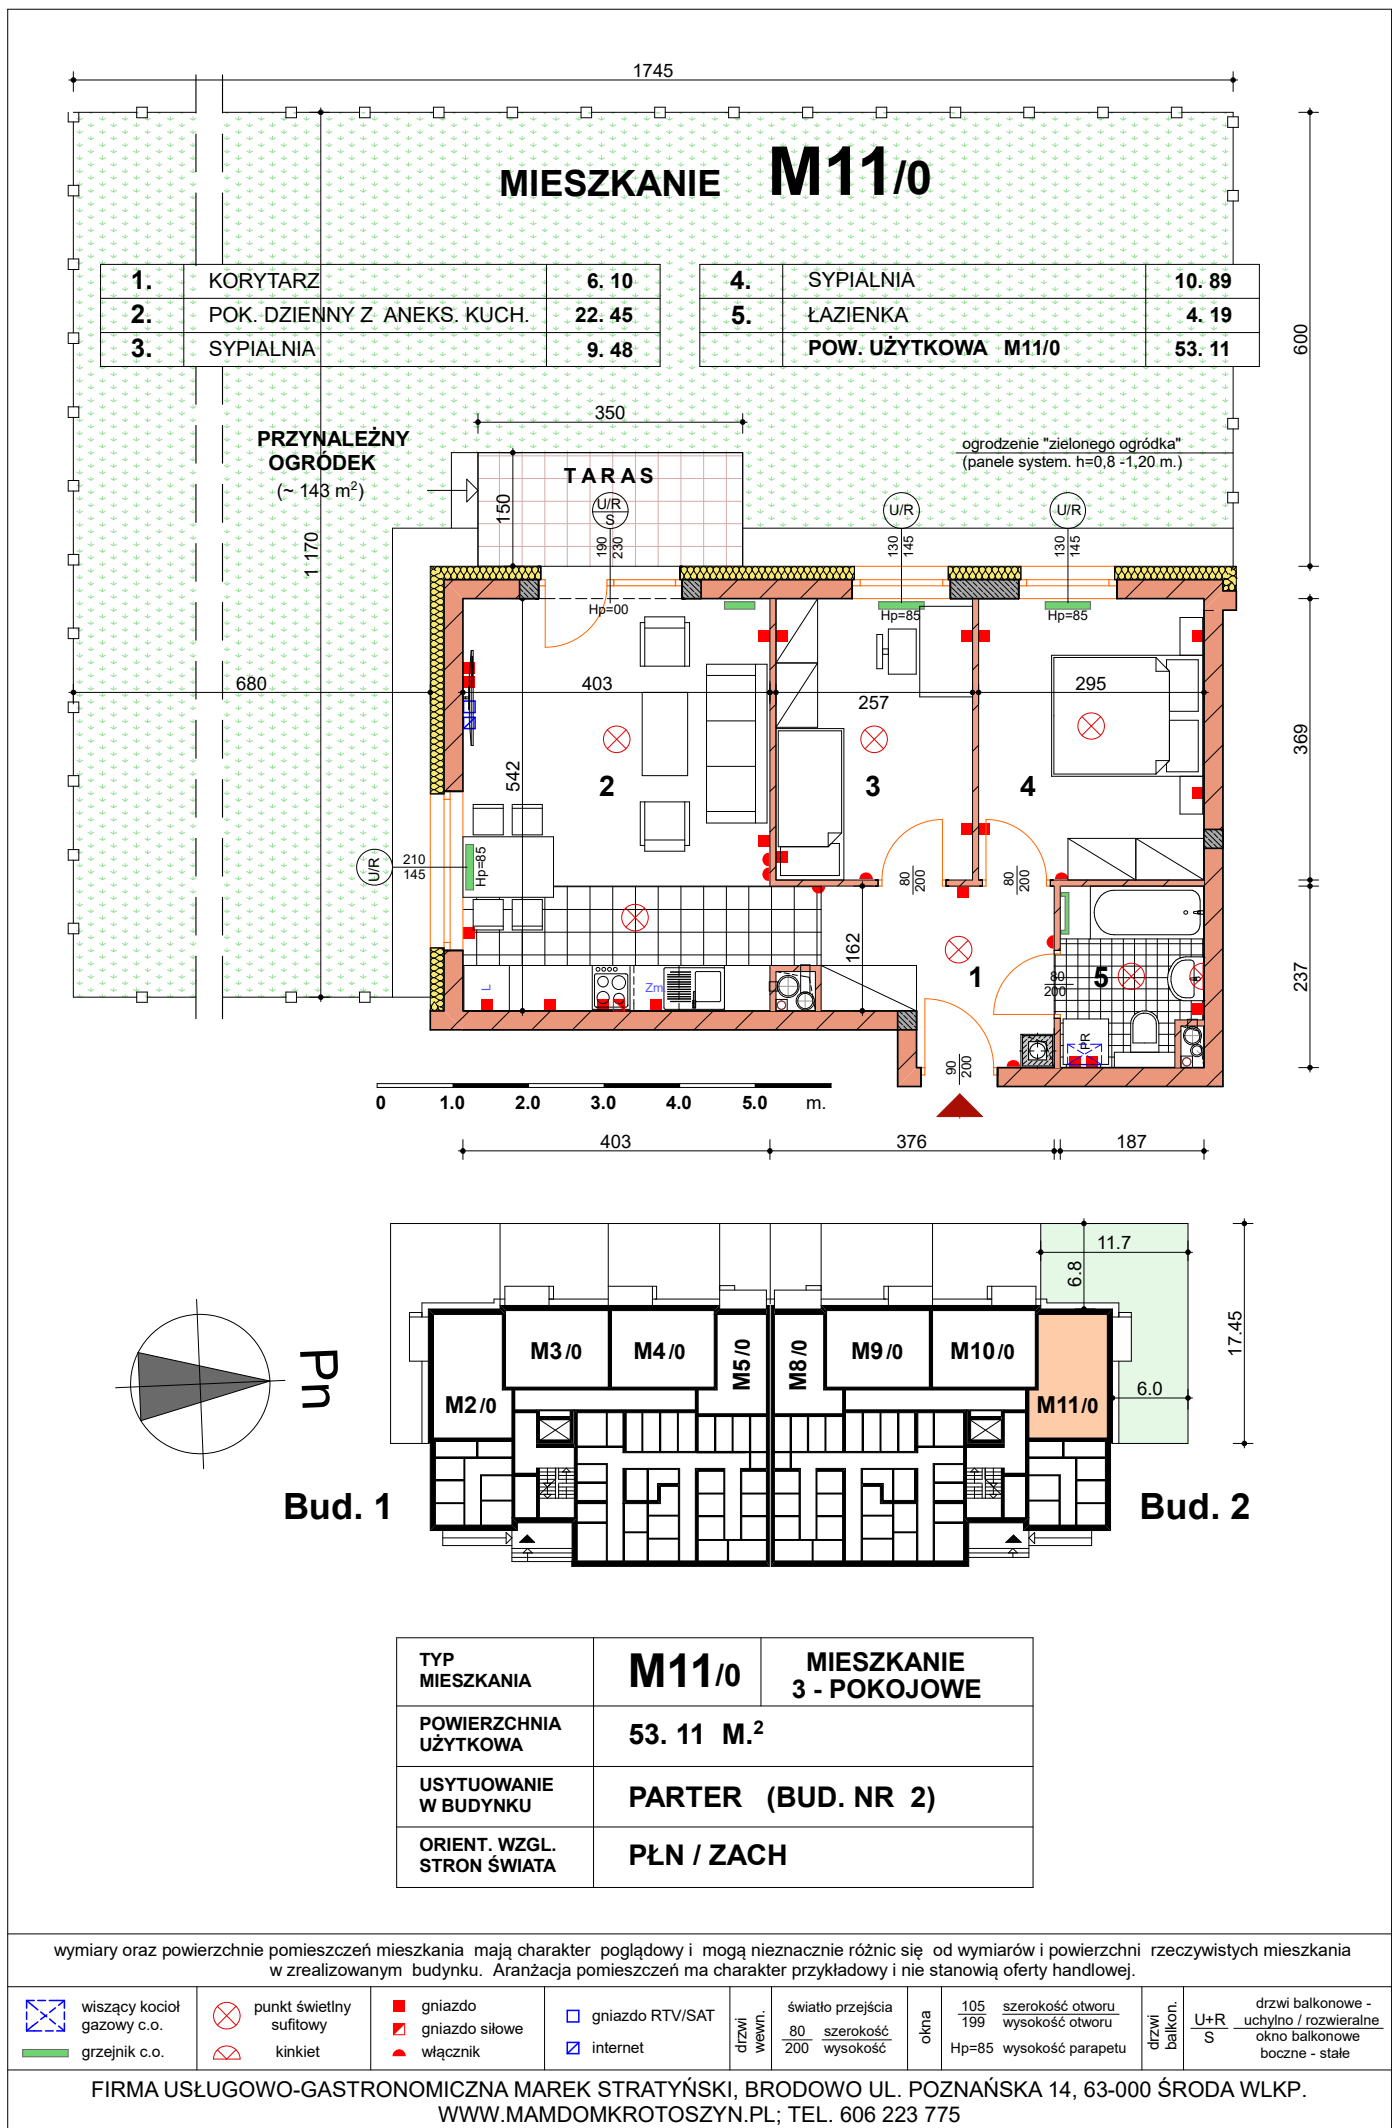 1745
MIESZKANIE M11/0
1. KORYTARZ 6. 10
2. POK. DZIENNY Z ANEKS. KUCH. 22. 45
3. SYPIALNIA 9. 48
4. SYPIALNIA 10. 89
5. ŁAZIENKA 4. 19
POW. UŻYTKOWA M11/0 53. 11
600
350
PRZYNALEŻNY
OGRÓDEK
(~ 143 m²)
ogrodzenie "zielonego ogródka"
(panele system. h=0,8 -1,20 m.)
TARAS
150
U/R
S
190
230
U/R
130
145
U/R
130
145
1 170
Hp=00
Hp=85
Hp=85
680
403
257
295
369
542
2
3
4
U/R
210
145
Hp=85
80
200
80
200
162
1
80
200
5
237
L
Zm
PR
90
200
0 1.0 2.0 3.0 4.0 5.0 m.
403
376
187
11.7
6.8
17.45
Pn
M2/0
M3/0
M4/0
M5/0
M8/0
M9/0
M10/0
M11/0
6.0
Bud. 1
Bud. 2
TYP
MIESZKANIA
M11/0
MIESZKANIE
3 - POKOJOWE
POWIERZCHNIA
UŻYTKOWA
53. 11 M.²
USYTUOWANIE
W BUDYNKU
PARTER (BUD. NR 2)
ORIENT. WZGL.
STRON ŚWIATA
PŁN / ZACH
wymiary oraz powierzchnie pomieszczeń mieszkania mają charakter poglądowy i mogą nieznacznie różnic się od wymiarów i powierzchni rzeczywistych mieszkania
w zrealizowanym budynku. Aranżacja pomieszczeń ma charakter przykładowy i nie stanowią oferty handlowej.
wiszący kocioł
gazowy c.o.
grzejnik c.o.
punkt świetlny
sufitowy
kinkiet
gniazdo
gniazdo siłowe
włącznik
gniazdo RTV/SAT
internet
drzwi
wewn.
światło przejścia
80 szerokość
200 wysokość
okna
105 szerokość otworu
199 wysokość otworu
Hp=85 wysokość parapetu
drzwi
balkon.
U+R
S
drzwi balkonowe -
uchylno / rozwieralne
okno balkonowe
boczne - stałe
FIRMA USŁUGOWO-GASTRONOMICZNA MAREK STRATYŃSKI, BRODOWO UL. POZNAŃSKA 14, 63-000 ŚRODA WLKP.
WWW.MAMDOMKROTOSZYN.PL; TEL. 606 223 775